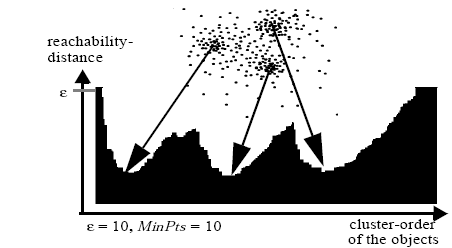 reachability-
distance
ε
ε = 10, MinPts = 10
cluster-order
of the objects